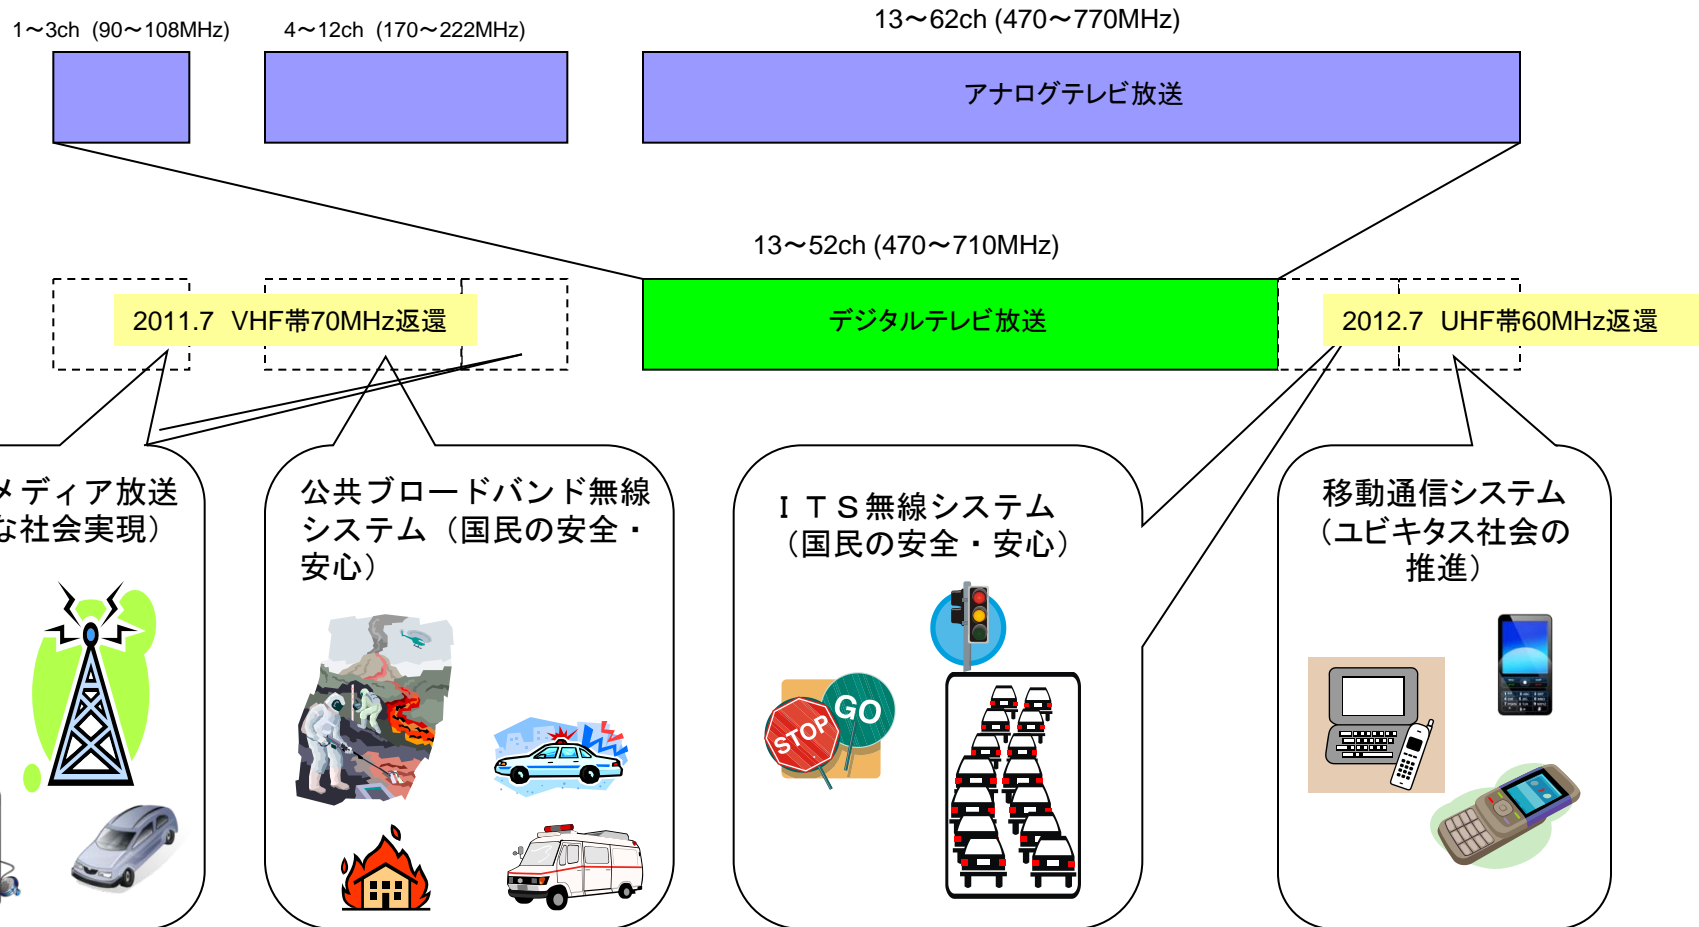 1～3ch (90～108MHz)
4～12ch (170～222MHz)
13～62ch (470～770MHz)
アナログテレビ放送
13～52ch (470～710MHz)
2011.7 VHF帯70MHz返還
デジタルテレビ放送
2012.7 UHF帯60MHz返還
メディア放送
な社会実現）
公共ブロードバンド無線
システム（国民の安全・
安心）
ＩＴＳ無線システム
（国民の安全・安心）
移動通信システム
（ユビキタス社会の
推進）
STOP
GO